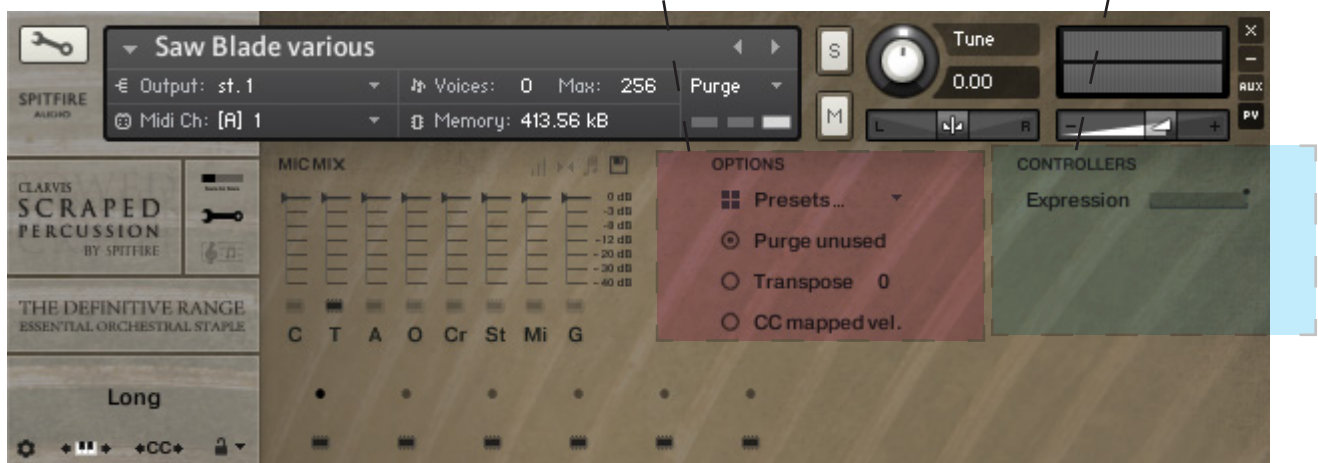 Saw Blade various
S
Tune
X
SPITFIRE
AUDIO
Output: st. 1
Voices: 0 Max: 256
Purge
0.00
AUX
Midi Ch: [A] 1
Memory: 413.56 kB
M
L R
- +
PV
CLARVIS
SCRAPED
PERCUSSION
BY SPITFIRE
THE DEFINITIVE RANGE
ESSENTIAL ORCHESTRAL STAPLE
Long
CC
MIC MIX
0 dB
-3 dB
-8 dB
-12 dB
-20 dB
-30 dB
-40 dB
C T A O Cr St Mi G
OPTIONS
Presets...
Purge unused
Transpose 0
CC mapped vel.
CONTROLLERS
Expression